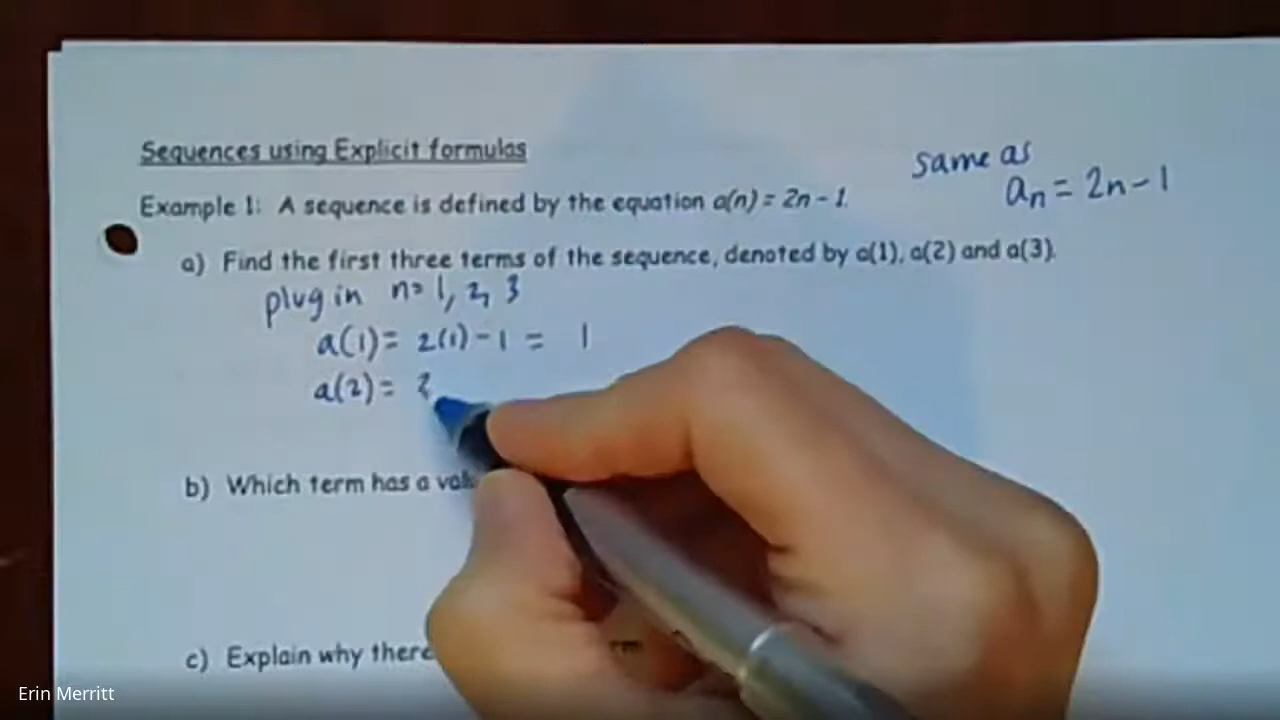 Sequences using Explicit formulas
same as
an = 2n - 1
Example 1: A sequence is defined by the equation a(n) = 2n - 1.
a) Find the first three terms of the sequence, denoted by a(1), a(2) and a(3).
plug in n= 1, 2, 3
a(1) = 2(1) - 1 = 1
a(2) = 2
b) Which term has a
c) Explain why there
Erin Merritt